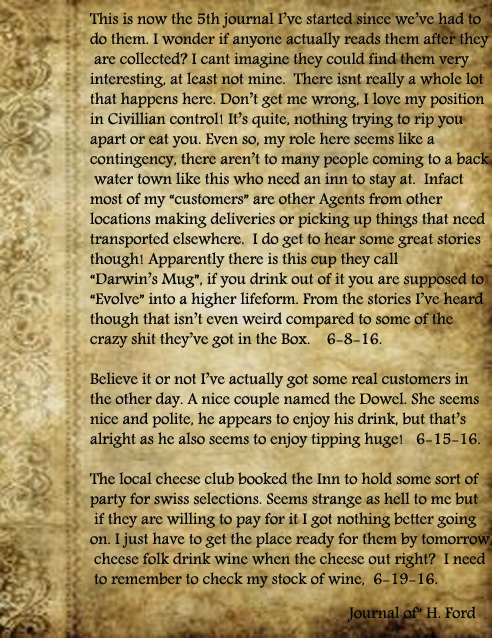 This is now the 5th journal I've started since we've had to
do them. I wonder if anyone actually reads them after they
are collected? I cant imagine they could find them very
interesting, at least not mine.  There isnt really a whole lot
that happens here. Don't get me wrong, I love my position
in Civillian control! It's quite, nothing trying to rip you
apart or eat you. Even so, my role here seems like a
contingency, there aren't to many people coming to a back
water town like this who need an inn to stay at.  Infact
most of my "customers" are other Agents from other
locations making deliveries or picking up things that need
transported elsewhere.  I do get to hear some great stories
though! Apparently there is this cup they call
"Darwin's Mug", if you drink out of it you are supposed to
"Evolve" into a higher lifeform. From the stories I've heard
though that isn't even weird compared to some of the
crazy shit they've got in the Box.   6-8-16.

Believe it or not I've actually got some real customers in
the other day. A nice couple named the Dowel. She seems
nice and polite, he appears to enjoy his drink, but that's
alright as he also seems to enjoy tipping huge!   6-15-16.

The local cheese club booked the Inn to hold some sort of
party for swiss selections. Seems strange as hell to me but
if they are willing to pay for it I got nothing better going
on. I just have to get the place ready for them by tomorrow,
cheese folk drink wine when the cheese out right?  I need
to remember to check my stock of wine,  6-19-16.

Journal of" H. Ford